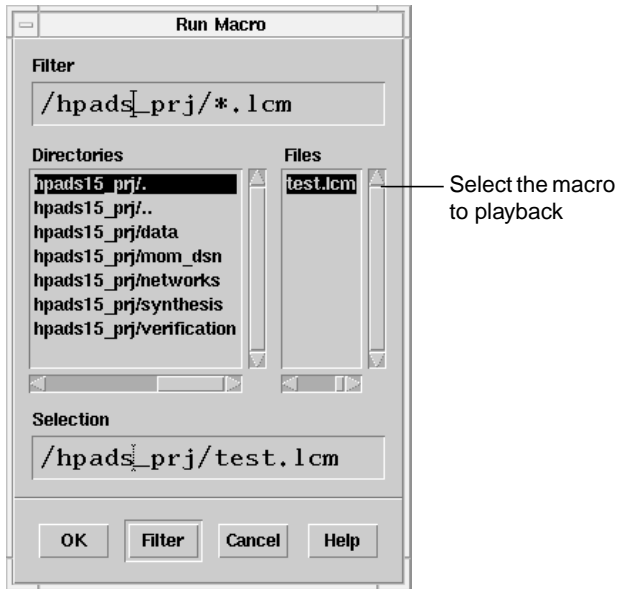 Run Macro
Filter
/hpads_prj/*.lcm
Directories
Files
hpads15_prj/.
hpads15_prj/..
hpads15_prj/data
hpads15_prj/mom_dsn
hpads15_prj/networks
hpads15_prj/synthesis
hpads15_prj/verification
test.lcm
Select the macro
to playback
Selection
/hpads_prj/test.lcm
OK Filter Cancel Help